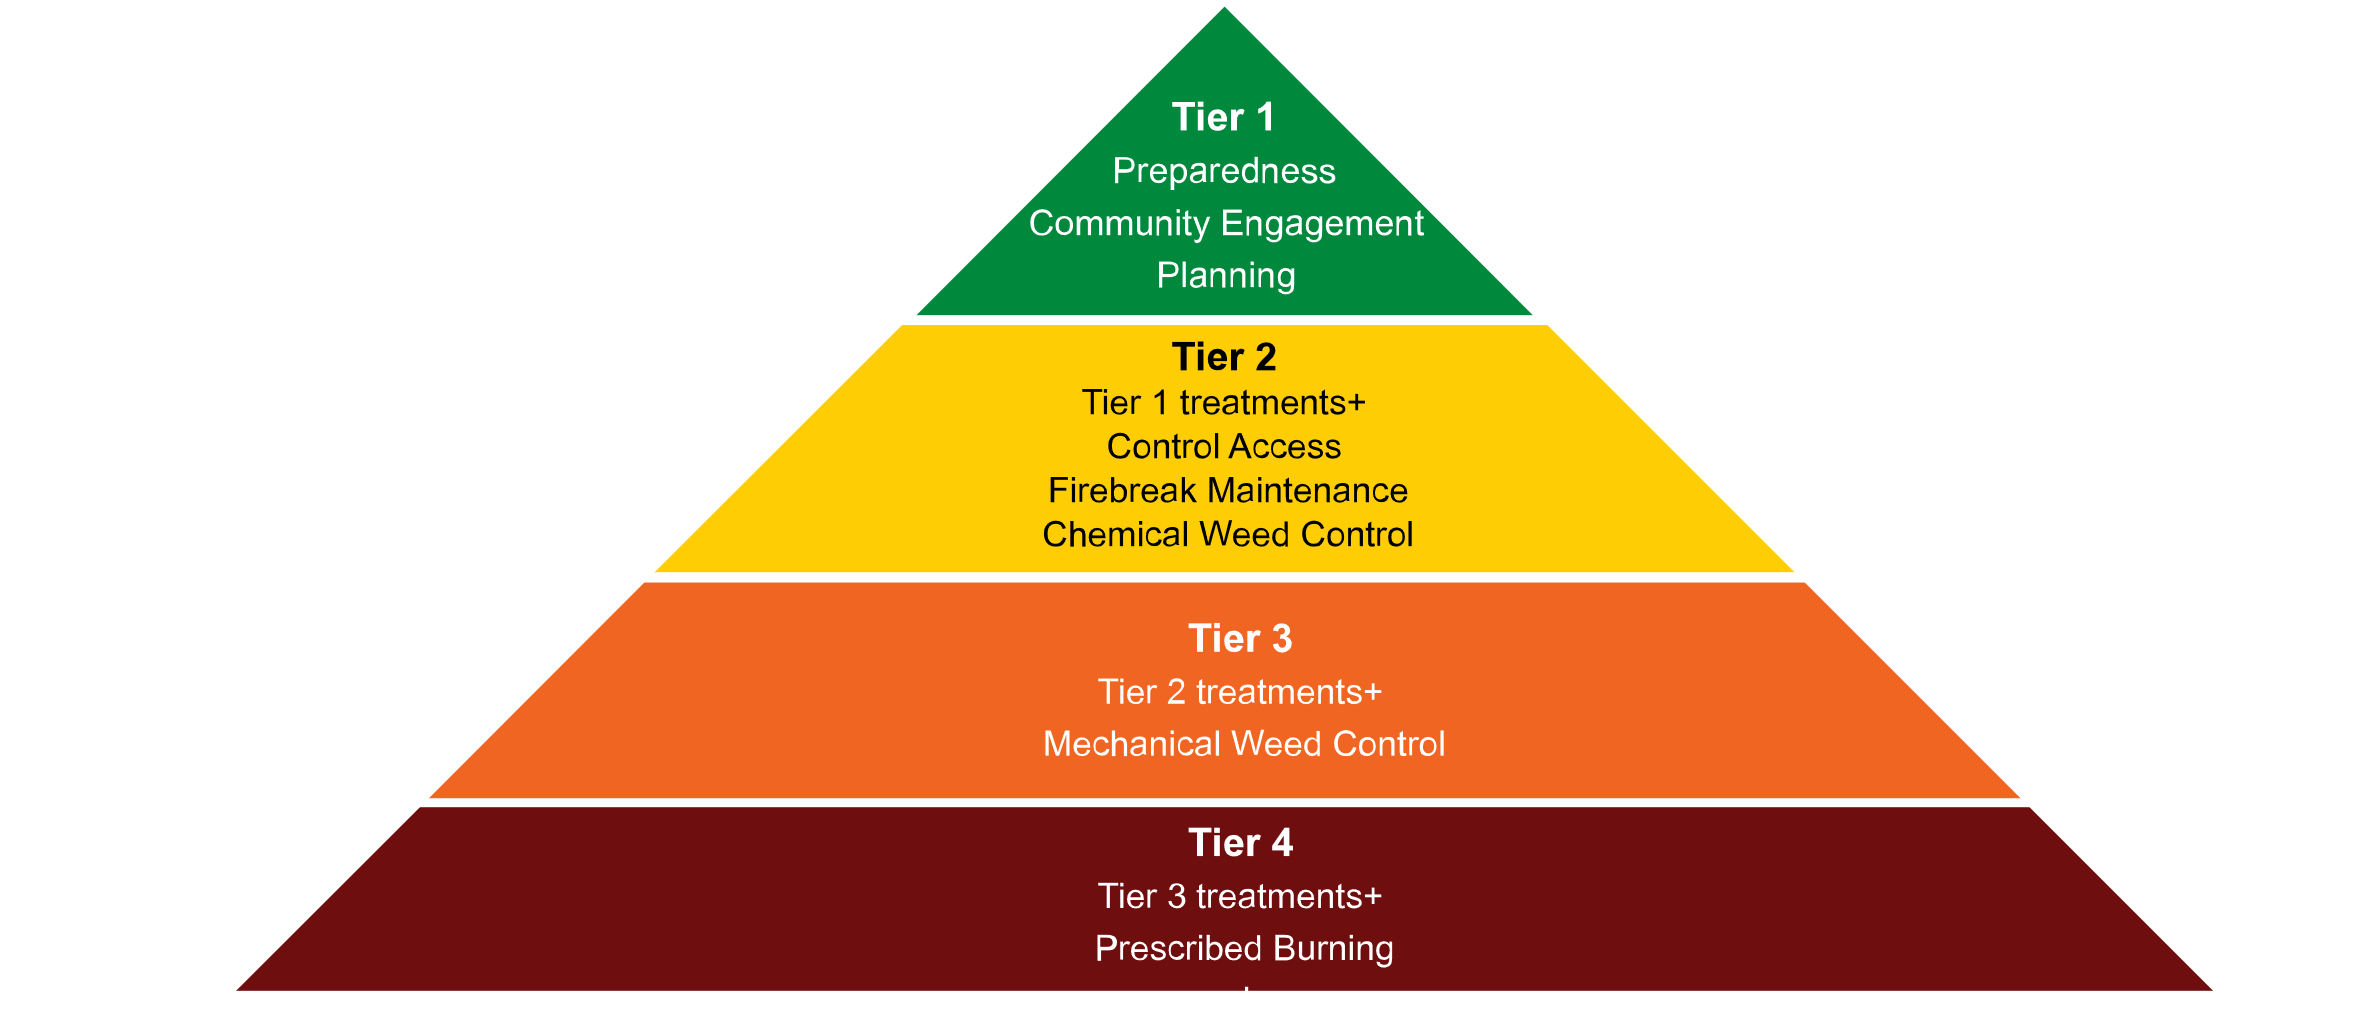 Tier 1
Preparedness
Community Engagement
Planning
Tier 2
Tier 1 treatments+
Control Access
Firebreak Maintenance
Chemical Weed Control
Tier 3
Tier 2 treatments+
Mechanical Weed Control
Tier 4
Tier 3 treatments+
Prescribed Burning